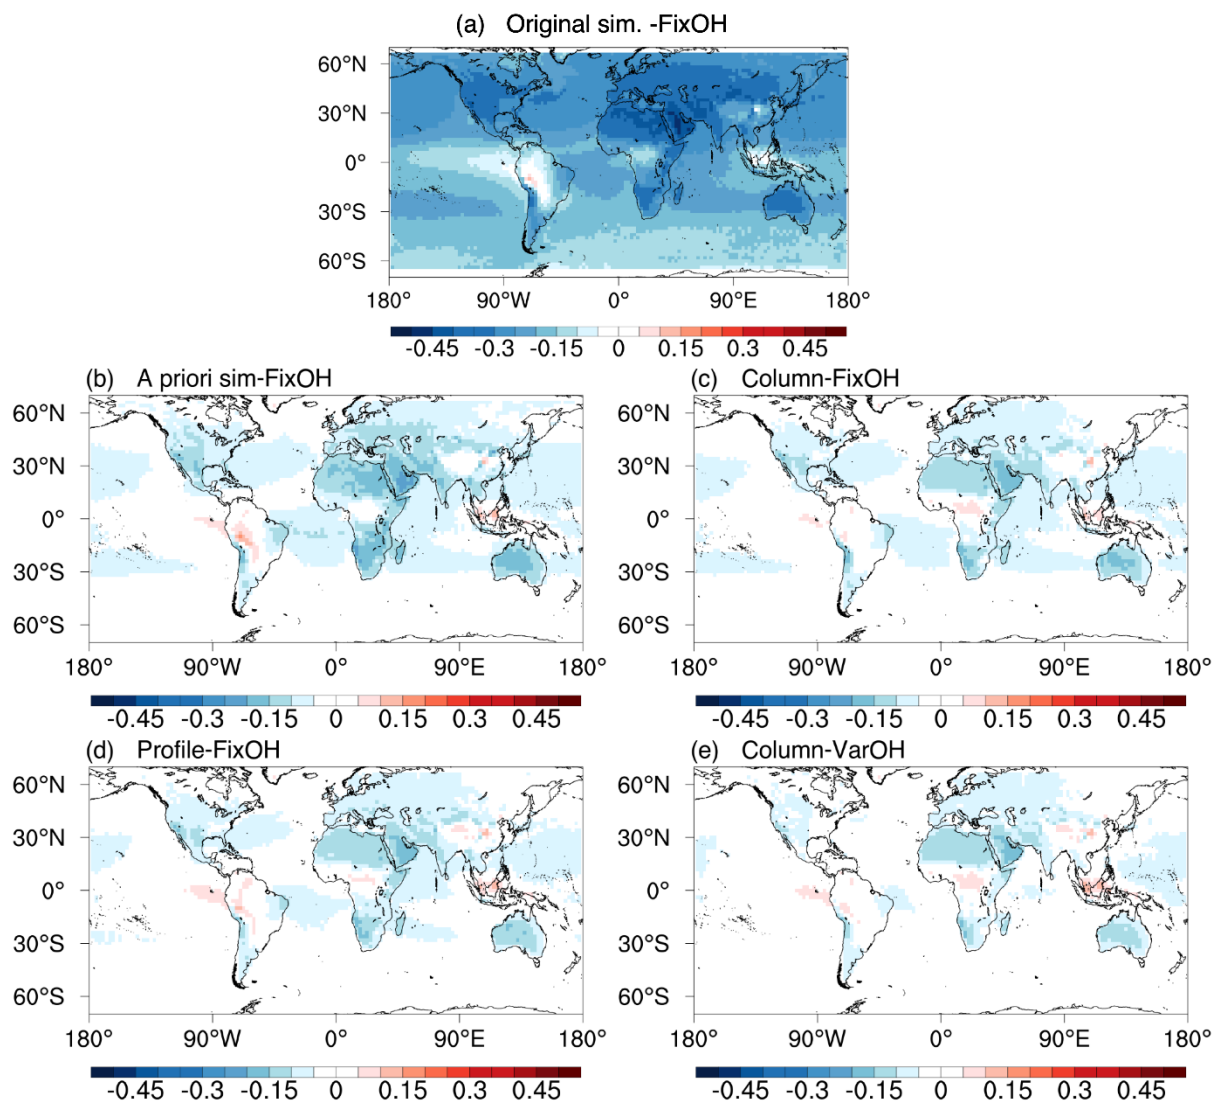 (a) Original sim. -FixOH
60°N
30°N
0°
30°S
60°S
180° 90°W 0° 90°E 180°
-0.45 -0.3 -0.15 0 0.15 0.3 0.45
(b) A priori sim-FixOH
60°N
30°N
0°
30°S
60°S
180° 90°W 0° 90°E 180°
-0.45 -0.3 -0.15 0 0.15 0.3 0.45
(c) Column-FixOH
60°N
30°N
0°
30°S
60°S
180° 90°W 0° 90°E 180°
-0.45 -0.3 -0.15 0 0.15 0.3 0.45
(d) Profile-FixOH
60°N
30°N
0°
30°S
60°S
180° 90°W 0° 90°E 180°
-0.45 -0.3 -0.15 0 0.15 0.3 0.45
(e) Column-VarOH
60°N
30°N
0°
30°S
60°S
180° 90°W 0° 90°E 180°
-0.45 -0.3 -0.15 0 0.15 0.3 0.45